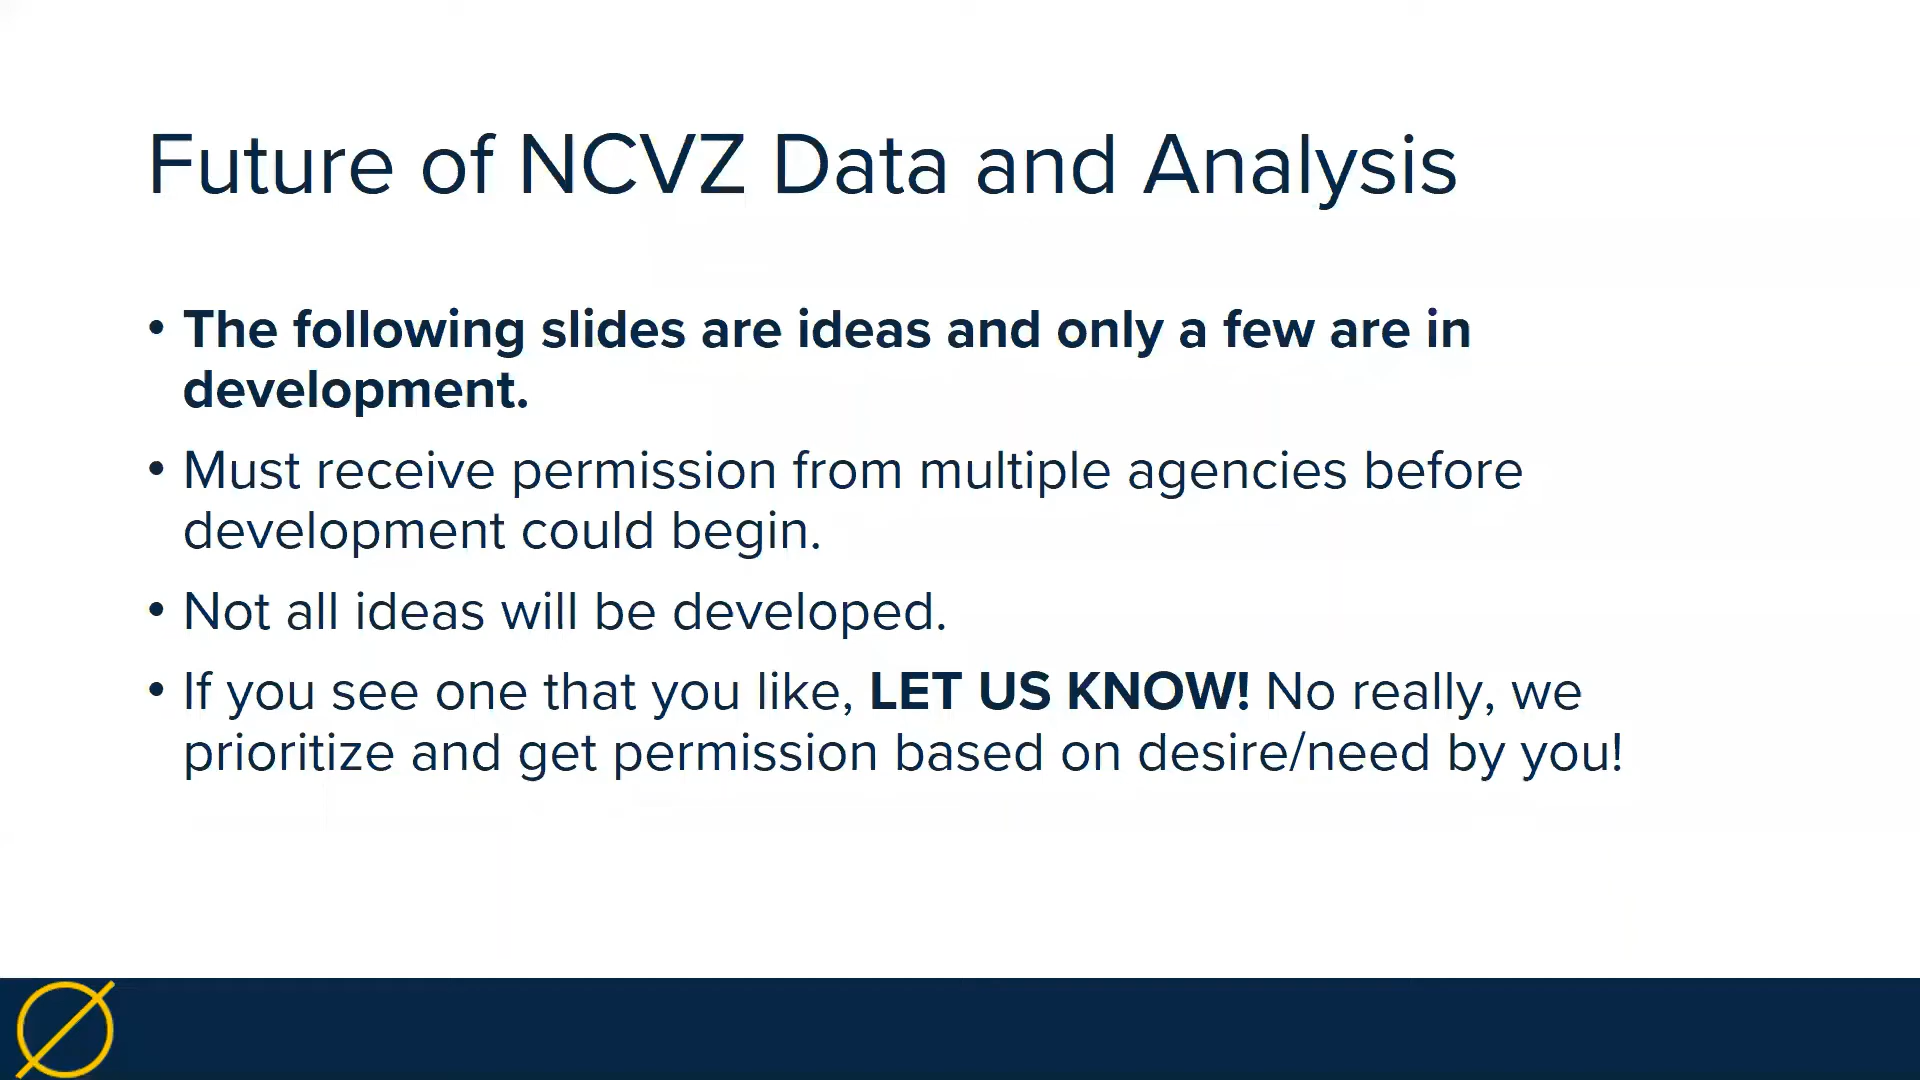 Future of NCVZ Data and Analysis
• The following slides are ideas and only a few are in
development.
• Must receive permission from multiple agencies before
development could begin.
• Not all ideas will be developed.
• If you see one that you like, LET US KNOW! No really, we
prioritize and get permission based on desire/need by you!